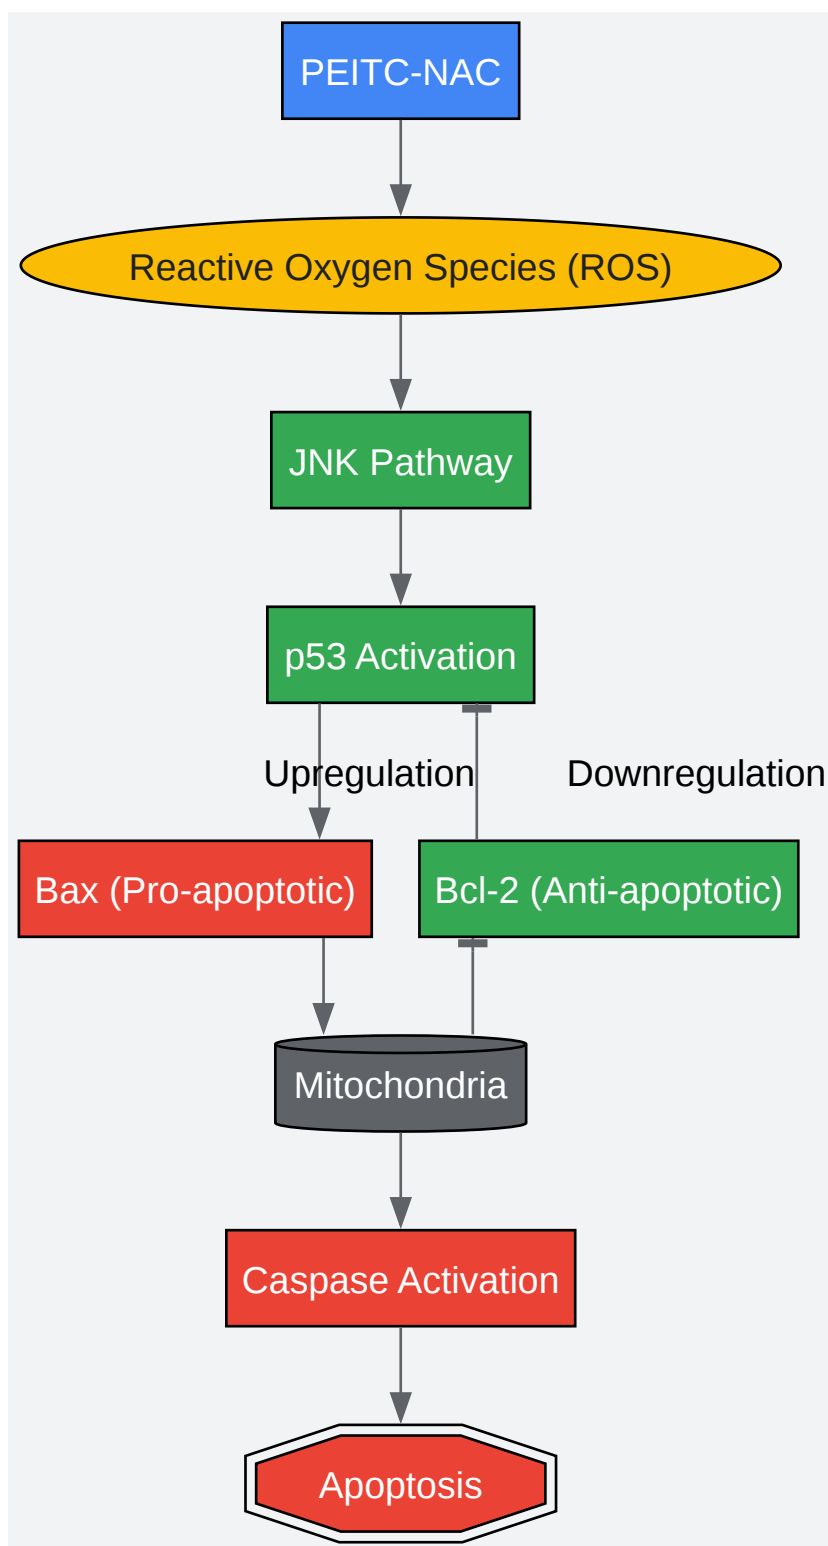 PEITC-NAC
Reactive Oxygen Species (ROS)
JNK Pathway
p53 Activation
Upregulation
Downregulation
Bax (Pro-apoptotic)
Bcl-2 (Anti-apoptotic)
Mitochondria
Caspase Activation
Apoptosis